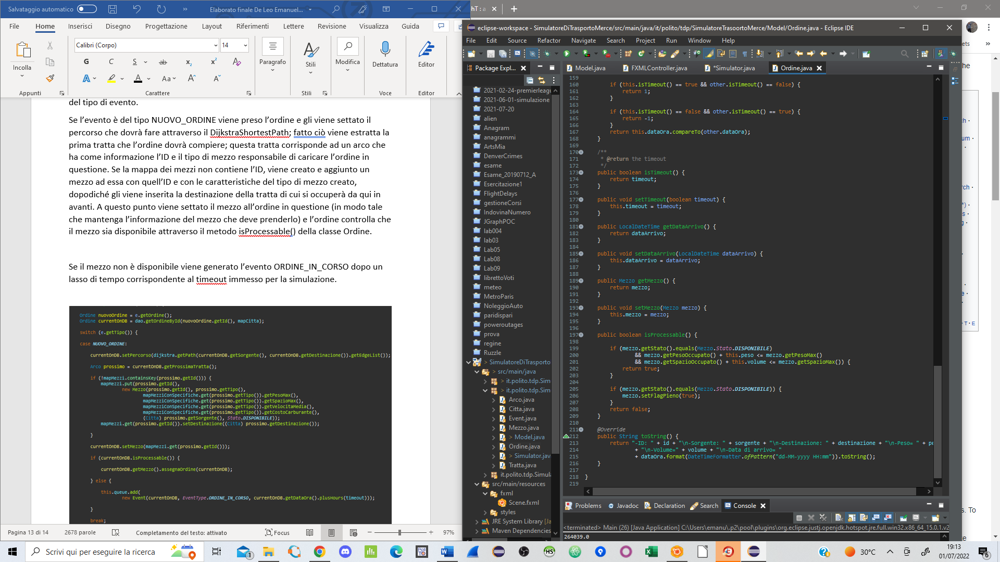 Salvataggio automatico
Elaborato finale De Leo Emanuel...
File Home Inserisci Disegno Progettazione Layout Riferimenti Lettere Revisione Visualizza Guida
Calibri (Corpo) 14
Incolla
Paragrafo
Stili
Modifica
Dettatura
Editor
Appunti Carattere Stili Voce Editor
del tipo di evento.
Se l’evento è del tipo NUOVO_ORDINE viene preso l’ordine e gli viene settato il
percorso che dovrà fare attraverso il DijkstraShortestPath; fatto ciò viene estratta la
prima tratta che l’ordine dovrà compiere; questa tratta corrisponde ad un arco che
ha come informazione l’ID e il tipo di mezzo responsabile di caricare l’ordine in
questione. Se la mappa dei mezzi non contiene l’ID, viene creato e aggiunto un
mezzo ad essa con quell’ID e con le caratteristiche del tipo di mezzo creato,
dopodiché gli viene inserita la destinazione della tratta di cui si occuperà da qui in
avanti. A questo punto viene settato il mezzo all’ordine in questione (in modo tale
che mantenga l’informazione del mezzo che deve prenderlo) e l’ordine controlla che
il mezzo sia disponibile attraverso il metodo isProcessable() della classe Ordine.
Se il mezzo non è disponibile viene generato l’evento ORDINE_IN_CORSO dopo un
lasso di tempo corrispondente al timeout immesso per la simulazione.
Ordine nuovoOrdine = e.getOrdine();
Ordine currentOnDB = dao.getOrdineById(nuovoOrdine.getId(), mapCitta);
switch (e.getTipo()) {
case NUOVO_ORDINE:
currentOnDB.setPercorso(dijkstra.getPath(currentOnDB.getSorgente(), currentOnDB.getDestinazione()).getEdgeList());
Arco prossimo = currentOnDB.getProssimaTratta();
if (!mapMezzi.containsKey(prossimo.getId())) {
mapMezzi.put(prossimo.getId(),
new Mezzo(prossimo.getId(), prossimo.getTipo(),
mapMezziConSpecifiche.get(prossimo.getTipo()).getPesoMax(),
mapMezziConSpecifiche.get(prossimo.getTipo()).getSpazioMax(),
mapMezziConSpecifiche.get(prossimo.getTipo()).getVelocitaMedia(),
mapMezziConSpecifiche.get(prossimo.getTipo()).getCostoCarburante(),
(Citta) prossimo.getSorgente(), Stato.DISPONIBILE));
mapMezzi.get(prossimo.getId()).setDestinazione((Citta) prossimo.getDestinazione());
}
currentOnDB.setMezzo(mapMezzi.get(prossimo.getId()));
if (currentOnDB.isProcessable()) {
currentOnDB.getMezzo().assegnaOrdine(currentOnDB);
} else {
this.queue.add(
new Event(currentOnDB, EventType.ORDINE_IN_CORSO, currentOnDB.getDataOra().plusHours(timeout)));
}
break;
Pagina 13 di 14 2678 parole Completamento del testo: attivato Focus 97%
eclipse-workspace - SimulatoreDiTrasportoMerce/src/main/java/it/polito/tdp/SimulatoreTrasoortoMerce/Model/Ordine.java - Eclipse IDE
File Edit Source Refactor Navigate Search Project Run Window Help
Package Expl...
2021-02-24-premierleagu
2021-06-01-simulazione
2021-07-20
alien
Anagram
anagrammi
ArtsMia
DenverCrimes
esame
Esame_20190712_A
Esercitazione1
FlightDelays
gestioneCorsi
IndovinaNumero
JGraphPOC
lab004
lab03
Lab05
Lab08
Lab09
librettoVoti
meteo
MetroParis
NoleggioAuto
paridispari
poweroutages
prova
regine
Ruzzle
> SimulatoreDiTrasporto
> src/main/java
> it.polito.tdp.Sim
> it.polito.tdp.Sim
Arco.java
Citta.java
Event.java
Mezzo.java
> Model.java
Ordine.java
> Simulator.jav
Tratta.java
it.polito.tdp.Simula
src/main/resources
fxml
Scene.fxml
styles
JRE System Library [Ja
Maven Dependencies
Model.java FXMLController.java *Simulator.java Ordine.java
159
160 if (this.isTimeout() == true && other.isTimeout() == false) {
161 return 1;
162 }
163
164 if (this.isTimeout() == false && other.isTimeout() == true) {
165 return -1;
166 }
167 return this.dataOra.compareTo(other.dataOra);
168 }
169
170 /**
171 * @return the timeout
172 */
173 public boolean isTimeout() {
174 return timeout;
175 }
176
177 public void setTimeout(boolean timeout) {
178 this.timeout = timeout;
179 }
180
181 public LocalDateTime getDataArrivo() {
182 return dataArrivo;
183 }
184
185 public void setDataArrivo(LocalDateTime dataArrivo) {
186 this.dataArrivo = dataArrivo;
187 }
188
189 public Mezzo getMezzo() {
190 return mezzo;
191 }
192
193 public void setMezzo(Mezzo mezzo) {
194 this.mezzo = mezzo;
195 }
196
197 public boolean isProcessable() {
198
199 if (mezzo.getStato().equals(Mezzo.Stato.DISPONIBILE)
200 && mezzo.getPesoOccupato() + this.peso <= mezzo.getPesoMax()
201 && mezzo.getSpazioOccupato() + this.volume <= mezzo.getSpazioMax()) {
202 return true;
203 }
204
205 if (mezzo.getStato().equals(Mezzo.Stato.DISPONIBILE)) {
206 mezzo.setFlagPieno(true);
207 }
208 return false;
209 }
210
211 @Override
212 public String toString() {
213 return "-ID: " + id + "\n-Sorgente: " + sorgente + "\n-Destinazione: " + destinazione + "\n-Peso= " + pe
214 + "\n-Volume=" + volume + "\n-Data di arrivo= "
215 + dataOra.format(DateTimeFormatter.ofPattern("dd-MM-yyyy HH:mm")).toString();
216 }
217
218 }
219
Problems Javadoc Declaration Search Console
<terminated> Main (26) [Java Application] C:\Users\emanu\.p2\pool\plugins\org.eclipse.justj.openjdk.hotspot.jre.full.win32.x86_64_15.0.1.v2
264039.0
Scrivi qui per eseguire la ricerca
30°C
19:13
01/07/2022